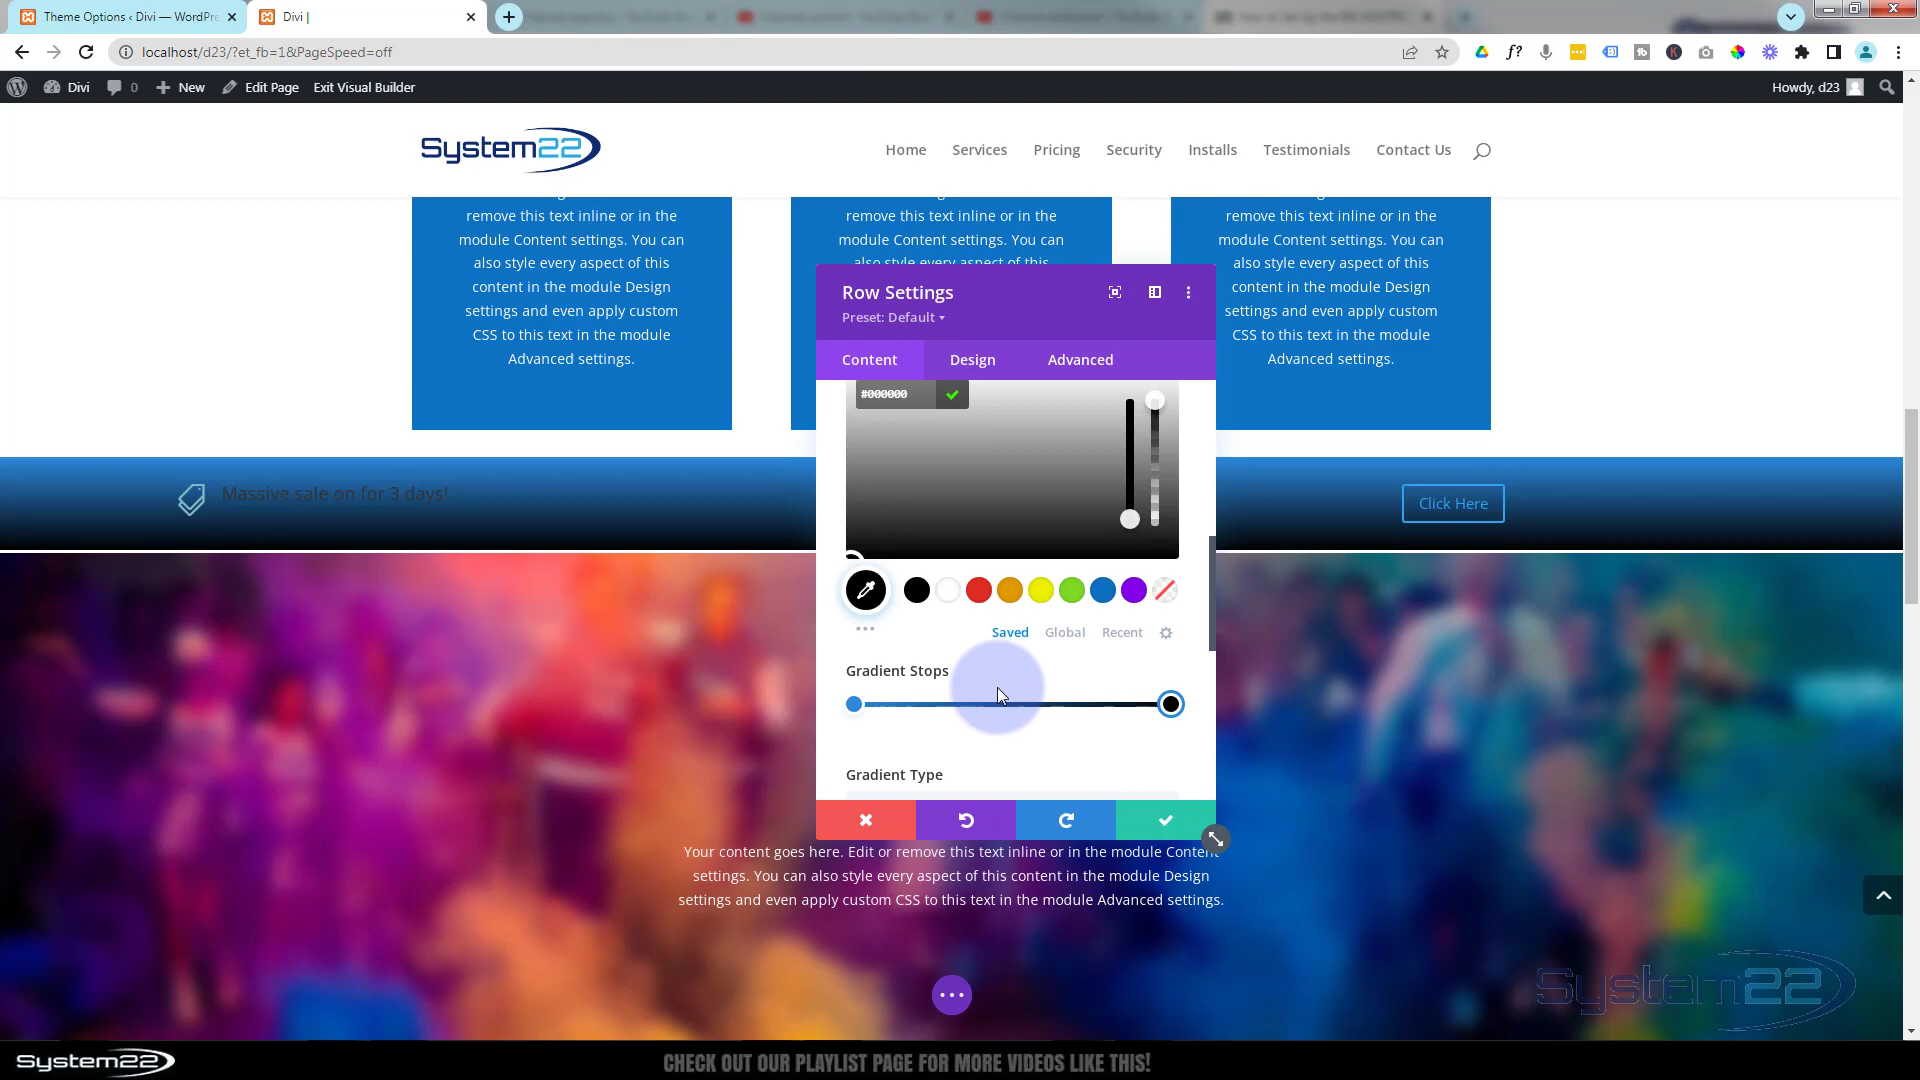 Theme Options ‹ Divi — WordPre
Divi |
localhost/d23/?et_fb=1&PageSpeed=off
Divi
0
New
Edit Page
Exit Visual Builder
Howdy, d23
System22
Home
Services
Pricing
Security
Installs
Testimonials
Contact Us
remove this text inline or in the
module Content settings. You can
also style every aspect of this
content in the module Design
settings and even apply custom
CSS to this text in the module
Advanced settings.
remove this text inline or in the
module Content settings. You can
also style every aspect of this
remove this text inline or in the
module Content settings. You can
also style every aspect of this
content in the module Design
settings and even apply custom
CSS to this text in the module
Advanced settings.
Row Settings
Preset: Default
Content
Design
Advanced
#000000
Saved
Global
Recent
Gradient Stops
Gradient Type
Massive sale on for 3 days!
Click Here
Your content goes here. Edit or remove this text inline or in the module Content
settings. You can also style every aspect of this content in the module Design
settings and even apply custom CSS to this text in the module Advanced settings.
System22
System22
CHECK OUT OUR PLAYLIST PAGE FOR MORE VIDEOS LIKE THIS!